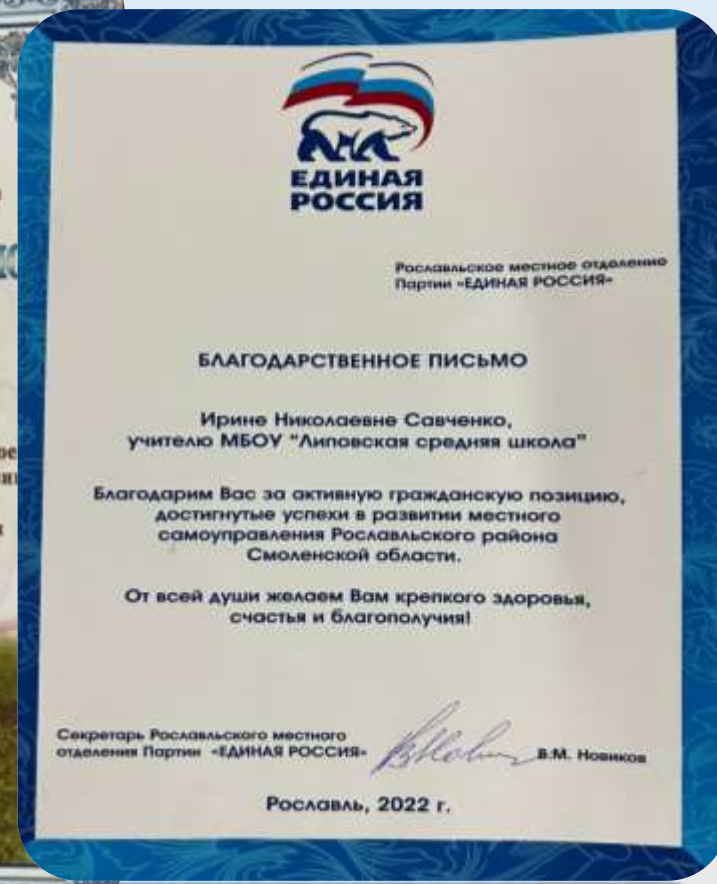 ЕДИНАЯ
РОССИЯ
Рославльское местное отделение
Партии «ЕДИНАЯ РОССИЯ»
БЛАГОДАРСТВЕННОЕ ПИСЬМО
Ирине Николаевне Савченко,
учителю МБОУ "Липовская средняя школа"
Благодарим Вас за активную гражданскую позицию,
достигнутые успехи в развитии местного
самоуправления Рославльского района
Смоленской области.
От всей души желаем Вам крепкого здоровья,
счастья и благополучия!
Секретарь Рославльского местного
отделения Партии «ЕДИНАЯ РОССИЯ»
В.М. Новиков
Рославль, 2022 г.